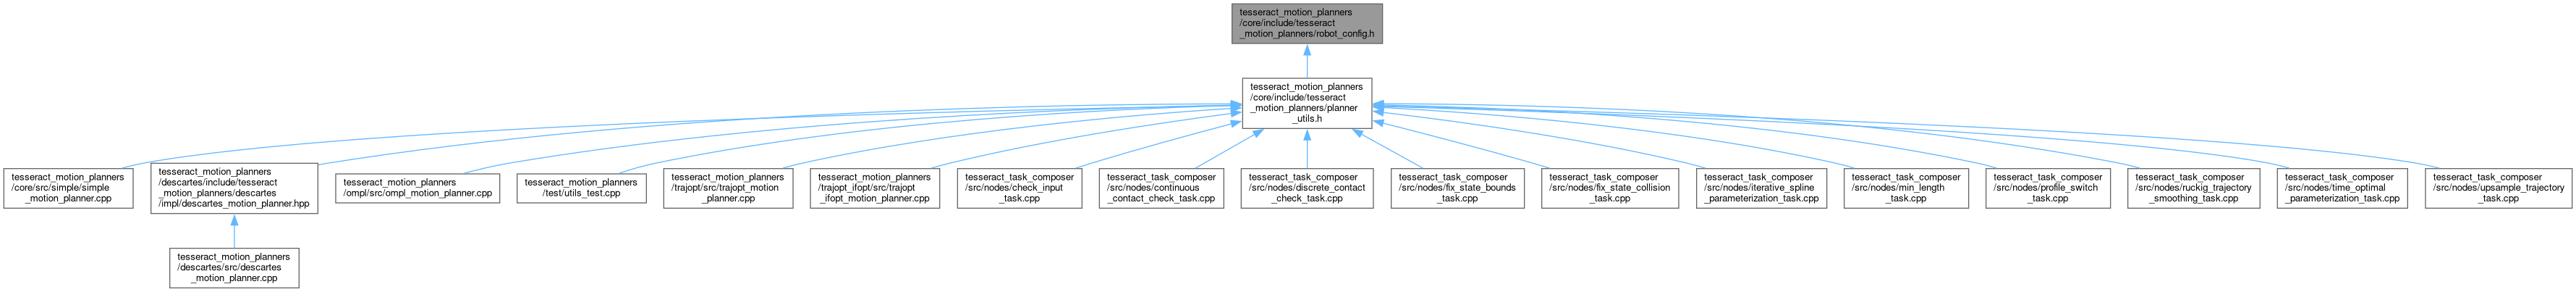 tesseract_motion_planners
/core/include/tesseract
_motion_planners/robot_config.h
tesseract_motion_planners
/core/include/tesseract
_motion_planners/planner
_utils.h
tesseract_motion_planners
/core/src/simple/simple
_motion_planner.cpp
tesseract_motion_planners
/descartes/include/tesseract
_motion_planners/descartes
/impl/descartes_motion_planner.hpp
tesseract_motion_planners
/ompl/src/ompl_motion_planner.cpp
tesseract_motion_planners
/test/utils_test.cpp
tesseract_motion_planners
/trajopt/src/trajopt_motion
_planner.cpp
tesseract_motion_planners
/trajopt_ifopt/src/trajopt
_ifopt_motion_planner.cpp
tesseract_task_composer
/src/nodes/check_input
_task.cpp
tesseract_task_composer
/src/nodes/continuous
_contact_check_task.cpp
tesseract_task_composer
/src/nodes/discrete_contact
_check_task.cpp
tesseract_task_composer
/src/nodes/fix_state_bounds
_task.cpp
tesseract_task_composer
/src/nodes/fix_state_collision
_task.cpp
tesseract_task_composer
/src/nodes/iterative_spline
_parameterization_task.cpp
tesseract_task_composer
/src/nodes/min_length
_task.cpp
tesseract_task_composer
/src/nodes/profile_switch
_task.cpp
tesseract_task_composer
/src/nodes/ruckig_trajectory
_smoothing_task.cpp
tesseract_task_composer
/src/nodes/time_optimal
_parameterization_task.cpp
tesseract_task_composer
/src/nodes/upsample_trajectory
_task.cpp
tesseract_motion_planners
/descartes/src/descartes
_motion_planner.cpp